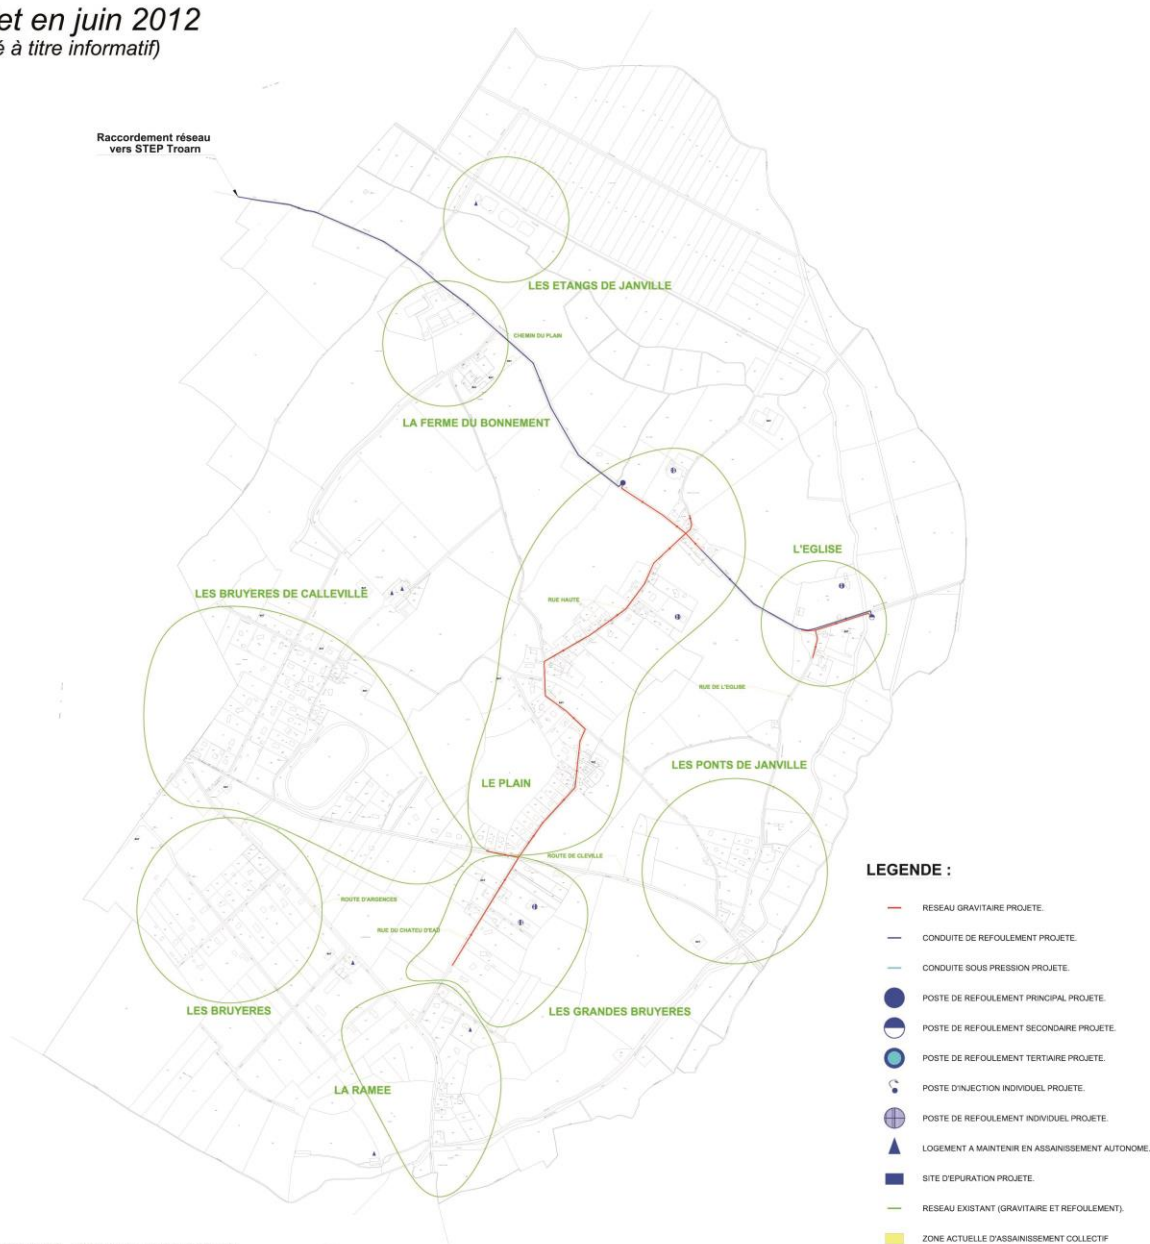 et en juin 2012
é à titre informatif)
Raccordement réseau
vers STEP Troarn
LES ETANGS DE JANVILLE
CHEMIN DU PLAIN
LA FERME DU BONNEMENT
L'EGLISE
LES BRUYERES DE CALLEVILLE
RUE HAUTE
RUE DE L'EGLISE
LES PONTS DE JANVILLE
LE PLAIN
ROUTE DE CLEVILLE
ROUTE D'ARGENCES
RUE DU CHATEU D'EAU
LES BRUYERES
LES GRANDES BRUYERES
LA RAMEE
LEGENDE :
RESEAU GRAVITAIRE PROJETE.
CONDUITE DE REFOULEMENT PROJETE.
CONDUITE SOUS PRESSION PROJETE.
POSTE DE REFOULEMENT PRINCIPAL PROJETE.
POSTE DE REFOULEMENT SECONDAIRE PROJETE.
POSTE DE REFOULEMENT TERTIAIRE PROJETE.
POSTE D'INJECTION INDIVIDUEL PROJETE.
POSTE DE REFOULEMENT INDIVIDUEL PROJETE.
LOGEMENT A MAINTENIR EN ASSAINISSEMENT AUTONOME.
SITE D'EPURATION PROJETE.
RESEAU EXISTANT (GRAVITAIRE ET REFOULEMENT).
ZONE ACTUELLE D'ASSAINISSEMENT COLLECTIF